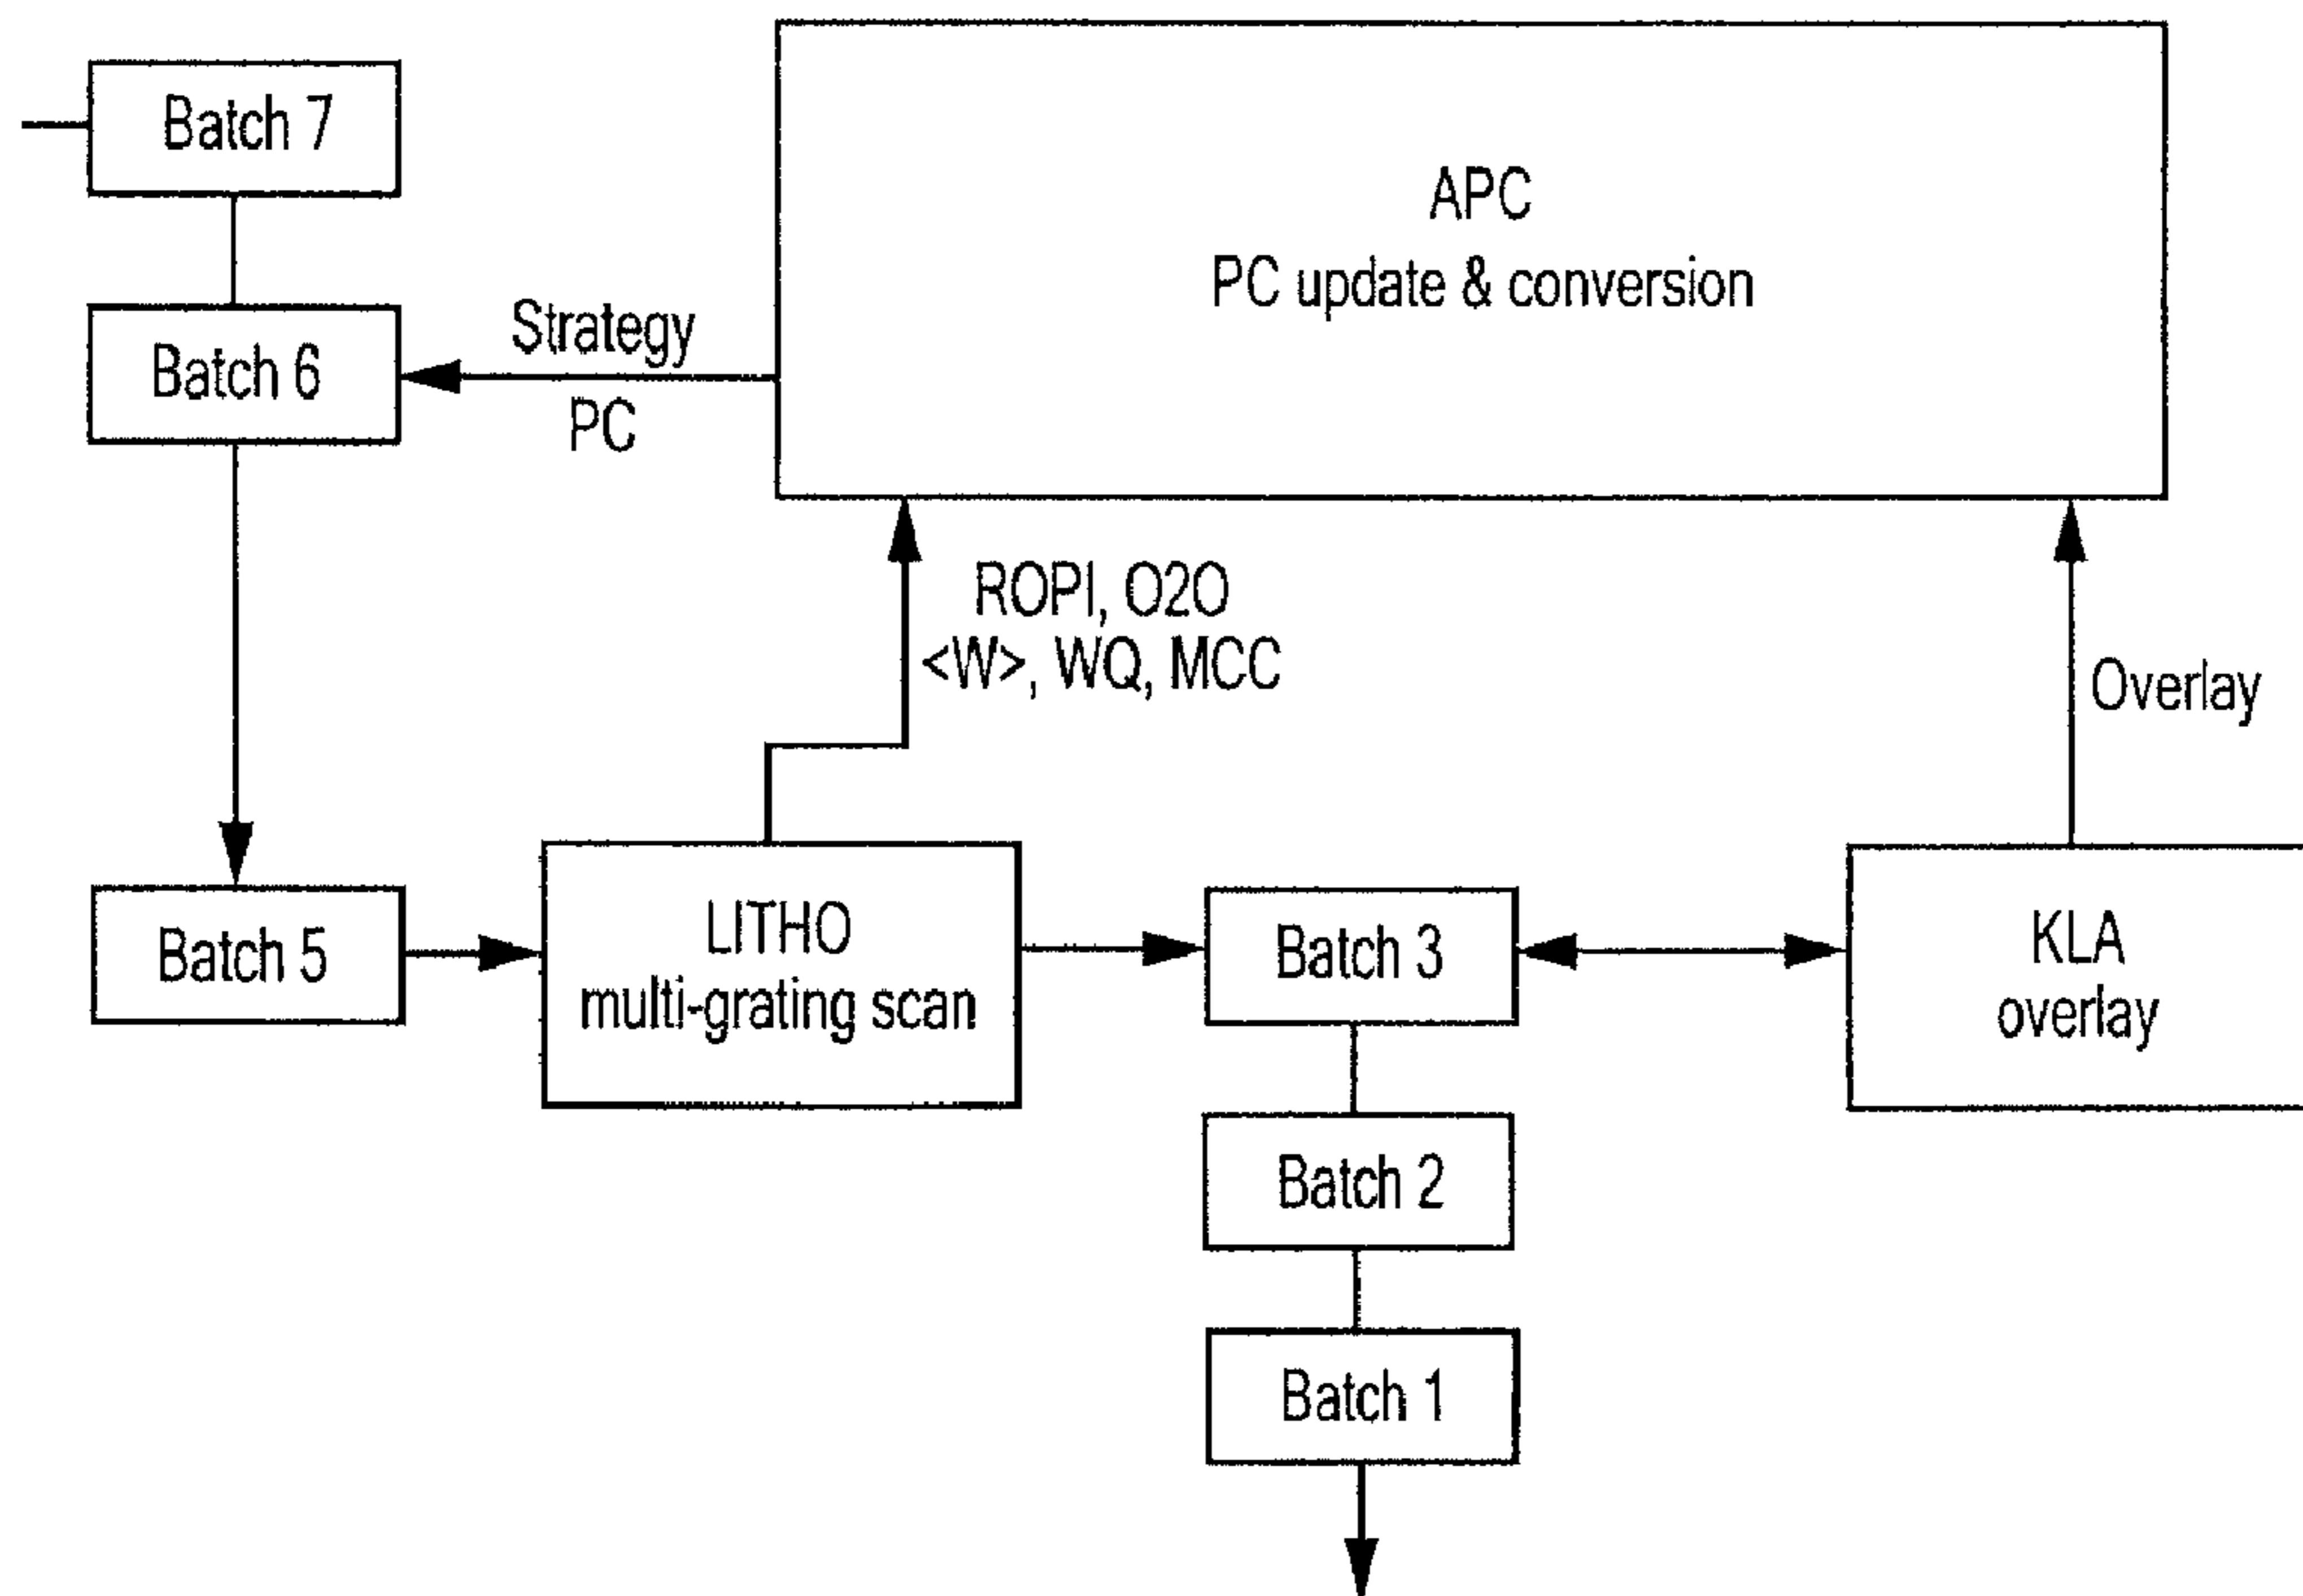 Batch 7
APC
PC update & conversion
Batch 6
Strategy
PC
ROPI, O2O
<W>, WQ, MCC
Overlay
Batch 5
LITHO
multi-grating scan
Batch 3
KLA
overlay
Batch 2
Batch 1